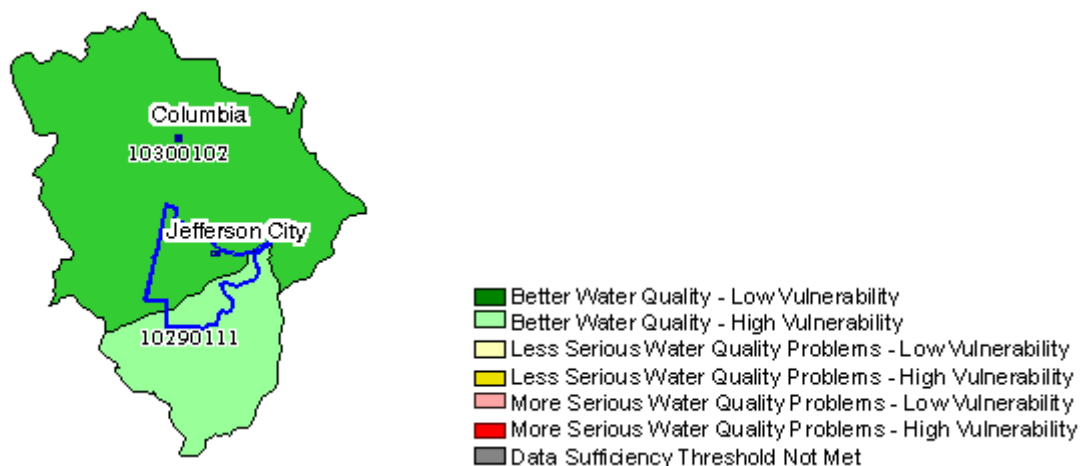 Columbia
10300102
Jefferson City
10290111
Better Water Quality - Low Vulnerability
Better Water Quality - High Vulnerability
Less Serious Water Quality Problems - Low Vulnerability
Less Serious Water Quality Problems - High Vulnerability
More Serious Water Quality Problems - Low Vulnerability
More Serious Water Quality Problems - High Vulnerability
Data Sufficiency Threshold Not Met